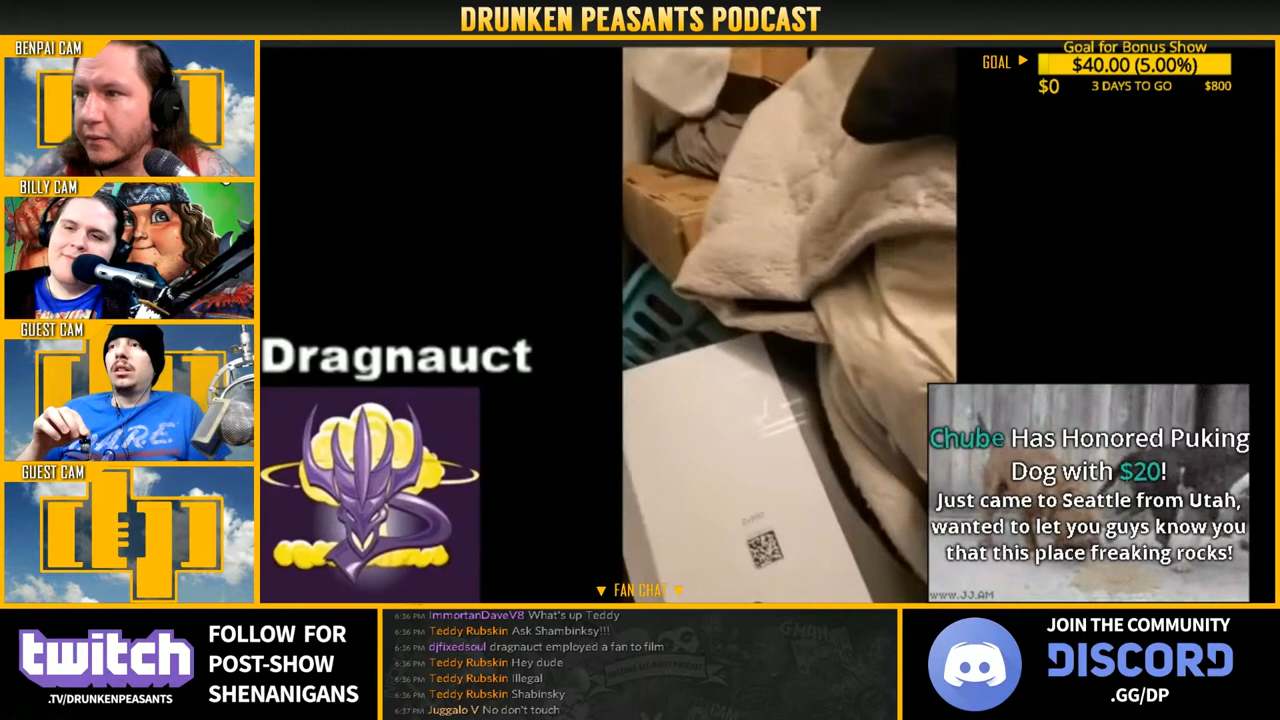 DRUNKEN PEASANTS PODCAST
BENPAI CAM
BILLY CAM
GUEST CAM
D.A.R.E.
GUEST CAM
Goal for Bonus Show
GOAL
$40.00 (5.00%)
$0 3 DAYS TO GO $800
Dragnauct
Chube Has Honored Puking
Dog with $20!
Just came to Seattle from Utah,
wanted to let you guys know you
that this place freaking rocks!
www.JJ.AM
▼ FAN CHAT ▼
twitch
.TV/DRUNKENPEASANTS
FOLLOW FOR
POST-SHOW
SHENANIGANS
6:36 PM ImmortanDaveV8 What's up Teddy
6:36 PM Teddy Rubskin Ask Shambinksy!!!
6:36 PM djfixedsoul dragnauct employed a fan to film
6:36 PM Teddy Rubskin Hey dude
6:36 PM Teddy Rubskin Illegal
6:36 PM Teddy Rubskin Shabinsky
6:37 PM Juggalo V No don't touch
JOIN THE COMMUNITY
DISCORD
.GG/DP